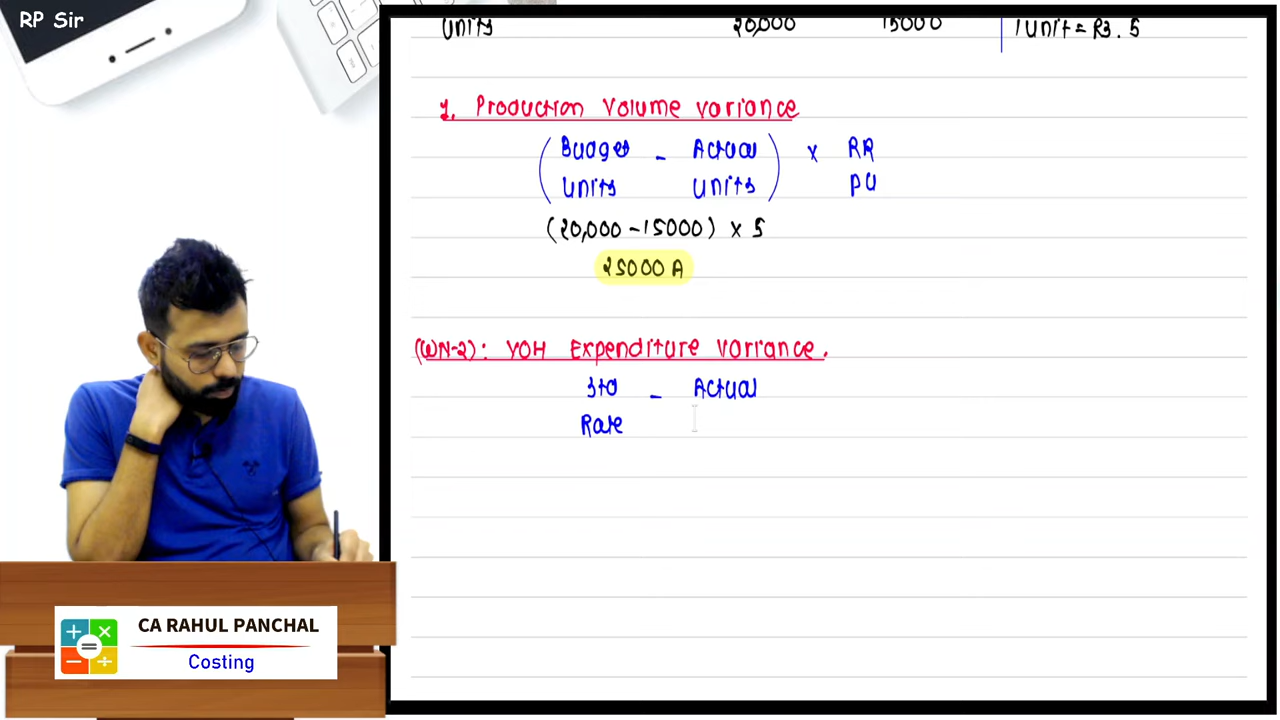 RP Sir
Units 20,000 15000 / Unit = Rs. 5
1. Production Volume Variance
(Budget - Actual) × RR
Units Units PU
(20,000 - 15000) × 5
25000 A
(WN-2): VOH Expenditure Variance.
Std - Actual
Rate
CA RAHUL PANCHAL
Costing